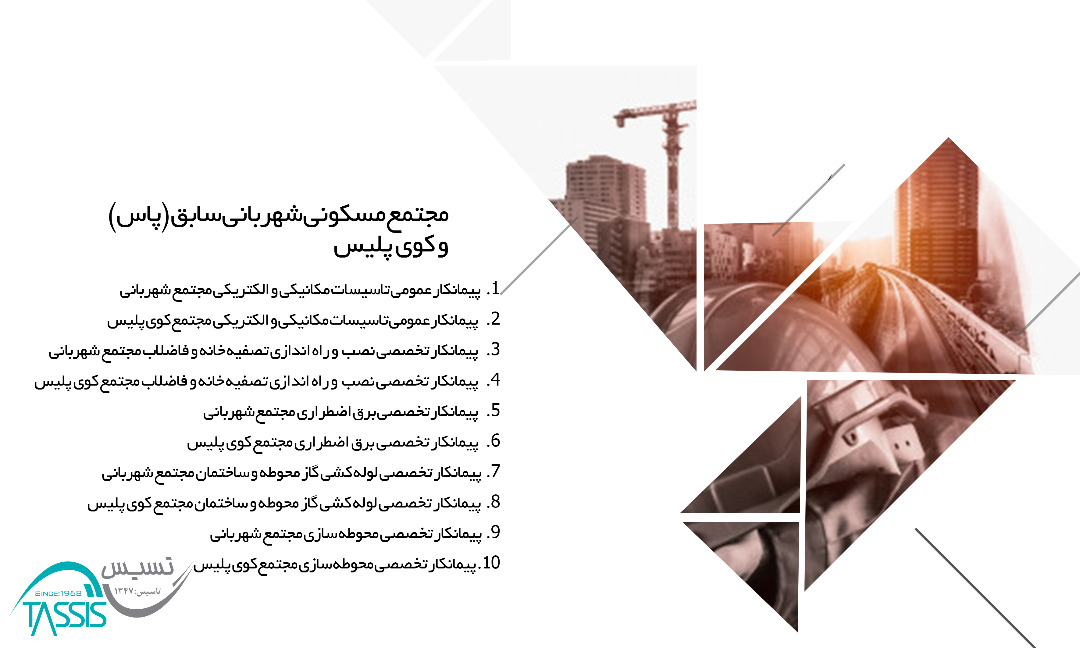 مجتمع مسکونی شهربانی سابق (پاس)
و کوی پلیس
1. پیمانکار عمومی تاسیسات مکانیکی و الکتریکی مجتمع شهربانی
2. پیمانکار عمومی تاسیسات مکانیکی و الکتریکی مجتمع کوی پلیس
3. پیمانکار تخصصی نصب و راه اندازی تصفیه خانه و فاضلاب مجتمع شهربانی
4. پیمانکار تخصصی نصب و راه اندازی تصفیه خانه و فاضلاب مجتمع کوی پلیس
5. پیمانکار تخصصی برق اضطراری مجتمع شهربانی
6. پیمانکار تخصصی برق اضطراری مجتمع کوی پلیس
7. پیمانکار تخصصی لوله کشی گاز محوطه و ساختمان مجتمع شهربانی
8. پیمانکار تخصصی لوله کشی گاز محوطه و ساختمان مجتمع کوی پلیس
9. پیمانکار تخصصی محوطه سازی مجتمع شهربانی
10. پیمانکار تخصصی محوطه سازی مجتمع کوی پلیس
تسیس
تاسیس: ۱۳۴۷
SINCE:1968
TASSIS